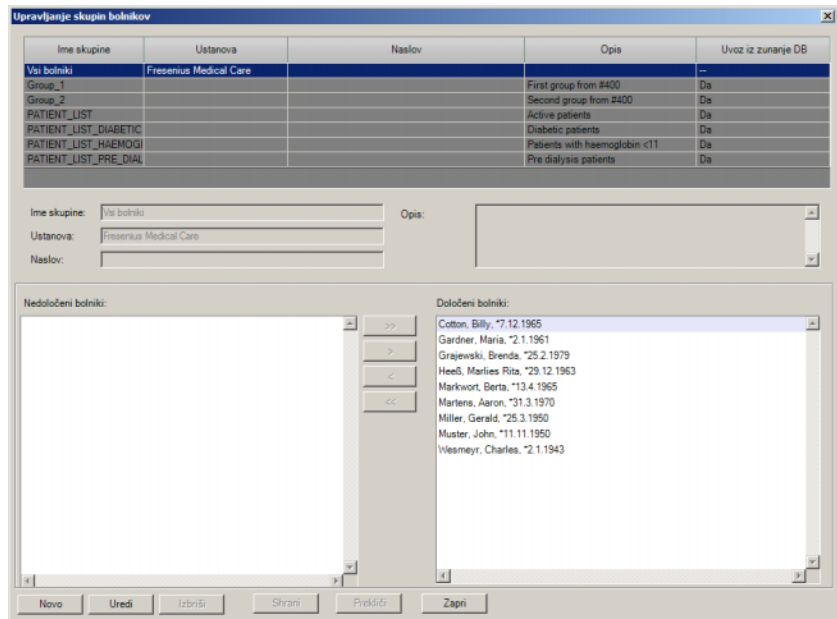 Upravljanje skupin bolnikov
Ime skupine Ustanova Naslov Opis Uvoz iz zunanje DB
Vsi bolniki Fresenius Medical Care --
Group_1 First group from #400 Da
Group_2 Second group from #400 Da
PATIENT_LIST Active patients Da
PATIENT_LIST_DIABETIC Diabetic patients Da
PATIENT_LIST_HAEMOGI Patients with haemoglobin <11 Da
PATIENT_LIST_PRE_DIAL Pre dialysis patients Da
Ime skupine: Vsi bolniki Opis:
Ustanova: Fresenius Medical Care
Naslov:
Nedoločeni bolniki: Določeni bolniki:
>>
>
<
<<
Cotton, Billy, *7.12.1965
Gardner, Maria, *2.1.1961
Grajewski, Brenda, *25.2.1979
Heeß, Marlies Rita, *29.12.1963
Markwort, Berta, *13.4.1965
Martens, Aaron, *31.3.1970
Miller, Gerald, *25.3.1950
Muster, John, *11.11.1950
Wesmeyr, Charles, *2.1.1943
Novo Uredi Izbriši Shrani Prekliči Zapri